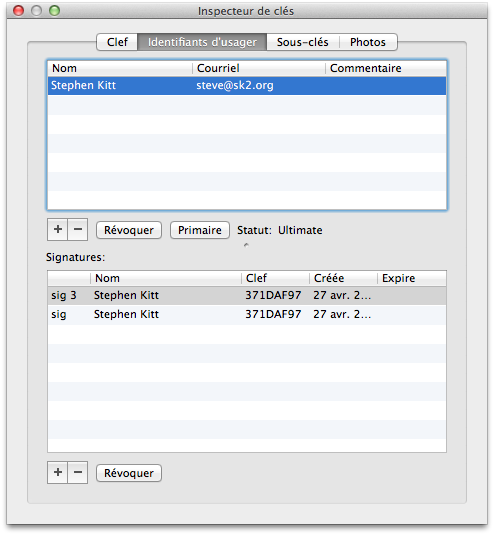 Inspecteur de clés
Clef Identifiants d'usager Sous-clés Photos
Nom Courriel Commentaire
Stephen Kitt steve@sk2.org
+ − Révoquer Primaire Statut: Ultimate
Signatures:
Nom Clef Créée Expire
sig 3 Stephen Kitt 371DAF97 27 avr. 2...
sig Stephen Kitt 371DAF97 27 avr. 2...
+ − Révoquer